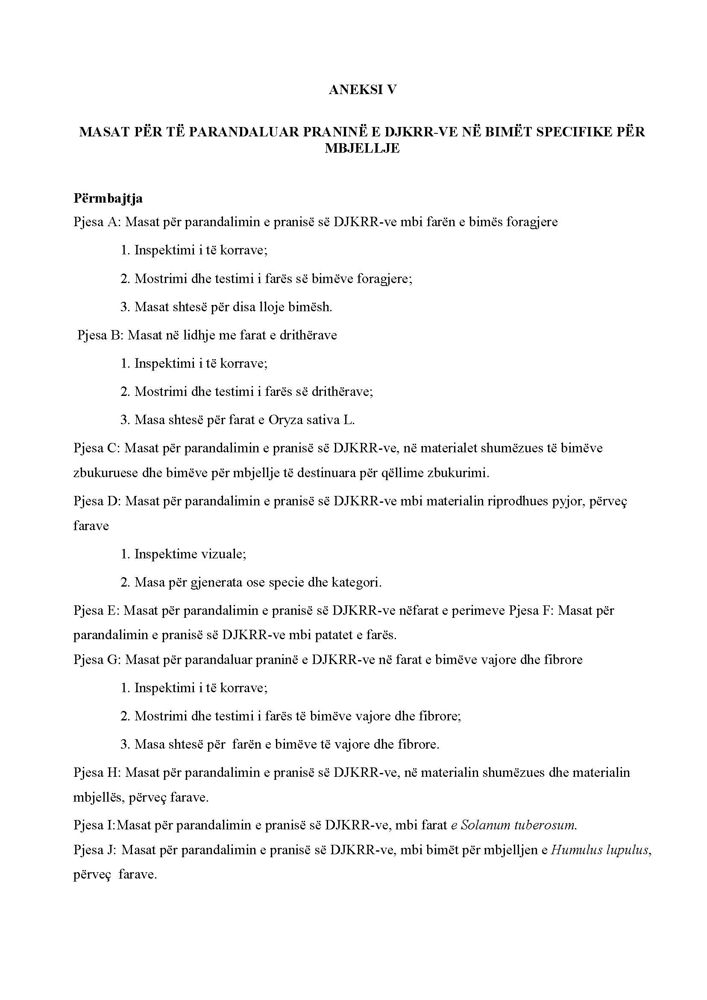 ANEKSI V
MASAT PËR TË PARANDALUAR PRANINË E DJKRR-VE NË BIMËT SPECIFIKE PËR
MBJELLJE
Përmbajtja
Pjesa A: Masat për parandalimin e pranisë së DJKRR-ve mbi farën e bimës foragjere
1. Inspektimi i të korrave;
2. Mostrimi dhe testimi i farës së bimëve foragjere;
3. Masat shtesë për disa lloje bimësh.
Pjesa B: Masat në lidhje me farat e drithërave
1. Inspektimi i të korrave;
2. Mostrimi dhe testimi i farës së drithërave;
3. Masa shtesë për farat e Oryza sativa L.
Pjesa C: Masat për parandalimin e pranisë së DJKRR-ve, në materialet shumëzues të bimëve
zbukuruese dhe bimëve për mbjellje të destinuara për qëllime zbukurimi.
Pjesa D: Masat për parandalimin e pranisë së DJKRR-ve mbi materialin riprodhues pyjor, përveç
farave
1. Inspektime vizuale;
2. Masa për gjenerata ose specie dhe kategori.
Pjesa E: Masat për parandalimin e pranisë së DJKRR-ve nëfarat e perimeve Pjesa F: Masat për
parandalimin e pranisë së DJKRR-ve mbi patatet e farës.
Pjesa G: Masat për parandaluar praninë e DJKRR-ve në farat e bimëve vajore dhe fibrore
1. Inspektimi i të korrave;
2. Mostrimi dhe testimi i farës të bimëve vajore dhe fibrore;
3. Masa shtesë për  farën e bimëve të vajore dhe fibrore.
Pjesa H: Masat për parandalimin e pranisë së DJKRR-ve, në materialin shumëzues dhe materialin
mbjellës, përveç farave.
Pjesa I:Masat për parandalimin e pranisë së DJKRR-ve, mbi farat e Solanum tuberosum.
Pjesa J: Masat për parandalimin e pranisë së DJKRR-ve, mbi bimët për mbjelljen e Humulus lupulus,
përveç  farave.